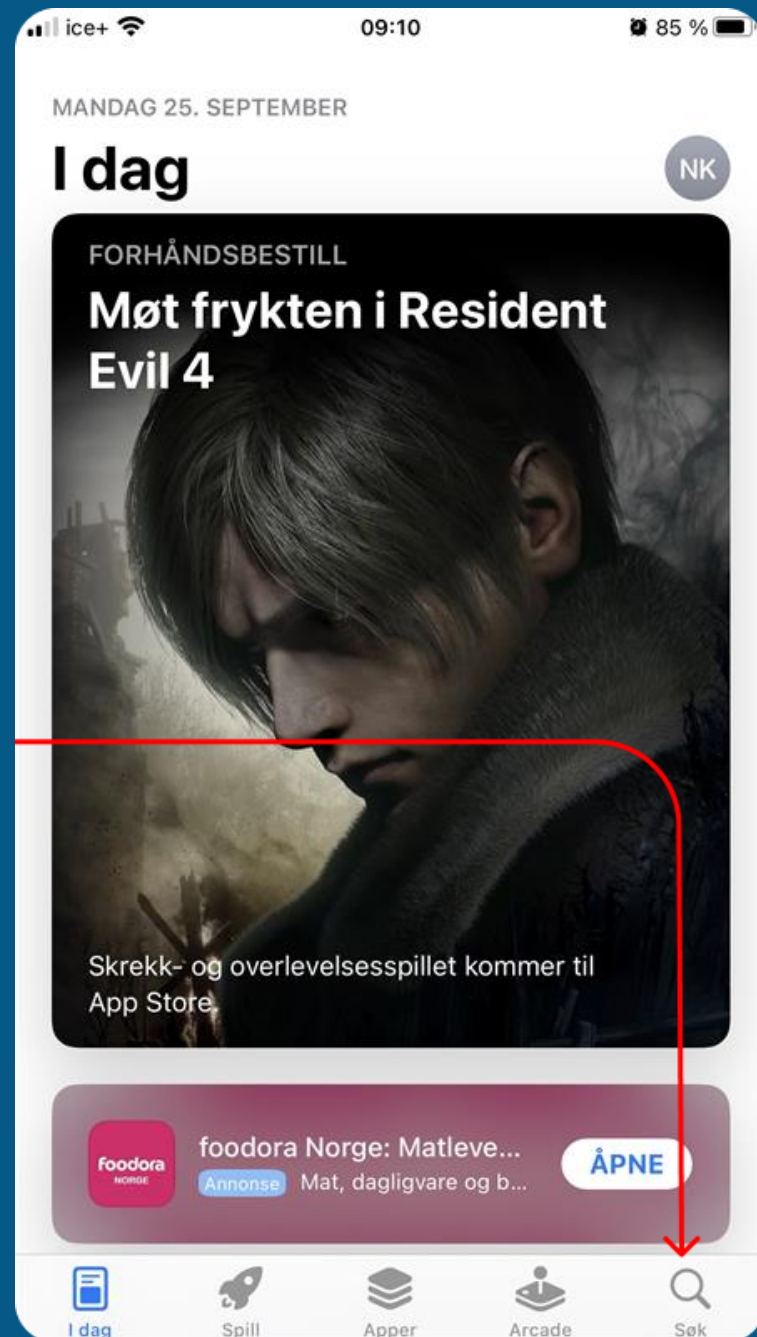 ice+ 09:10 85 %
MANDAG 25. SEPTEMBER
I dag
NK
FORHÅNDSBESTILL
Møt frykten i Resident
Evil 4
Skrekk- og overlevelsesspillet kommer til
App Store.
foodora
NORGE
foodora Norge: Matleve...
Annonse Mat, dagligvare og b...
ÅPNE
I dag Spill Apper Arcade Søk